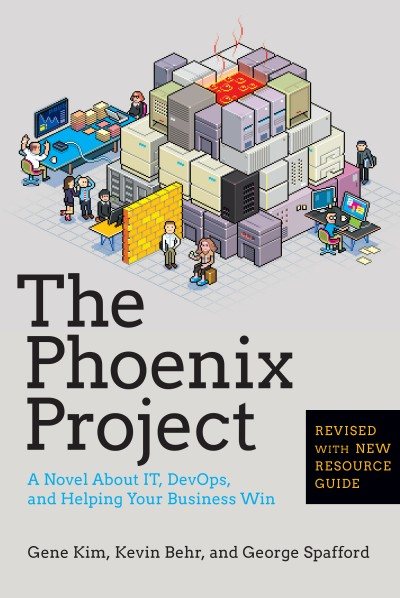 The
Phoenix
Project
A Novel About IT, DevOps,
and Helping Your Business Win
REVISED
WITH NEW
RESOURCE
GUIDE
Gene Kim, Kevin Behr, and George Spafford